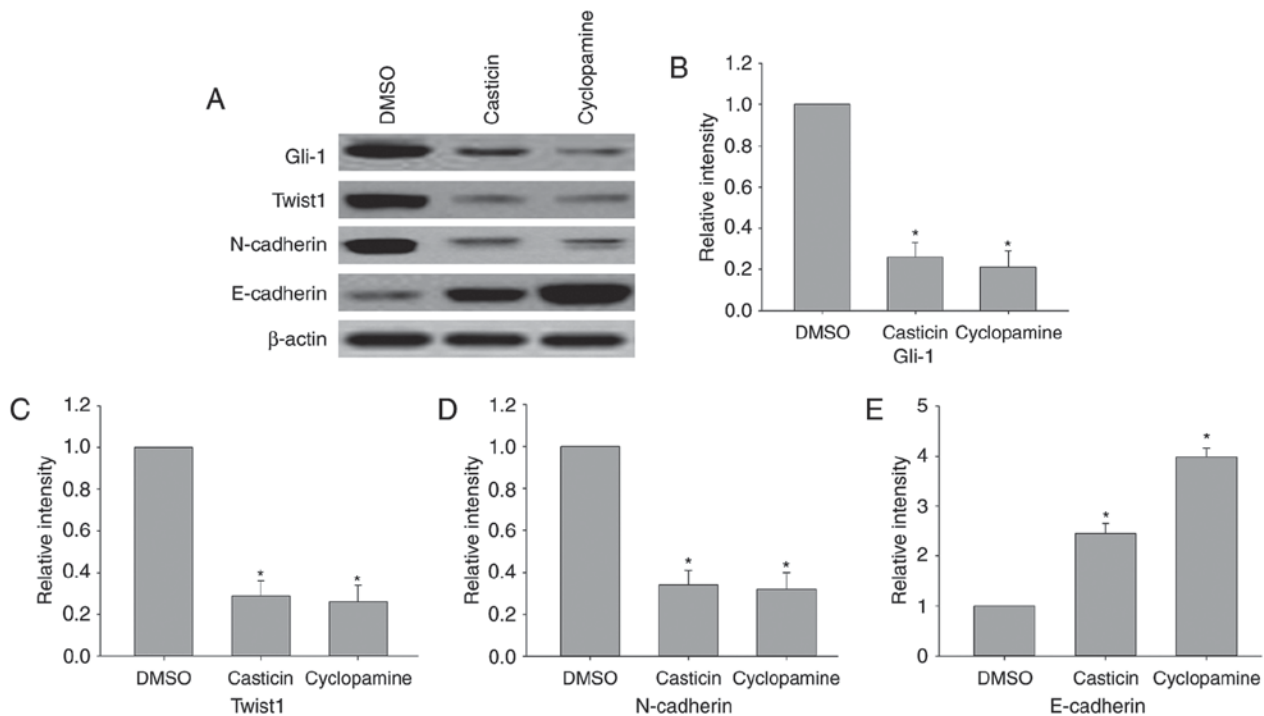 A
DMSO
Casticin
Cyclopamine
Gli-1
Twist1
N-cadherin
E-cadherin
β-actin
B
Relative intensity
1.2
1.0
0.8
0.6
0.4
0.2
0.0
*
*
DMSO Casticin Cyclopamine
Gli-1
C
Relative intensity
1.2
1.0
0.8
0.6
0.4
0.2
0.0
*
*
DMSO Casticin Cyclopamine
Twist1
D
Relative intensity
1.2
1.0
0.8
0.6
0.4
0.2
0.0
*
*
DMSO Casticin Cyclopamine
N-cadherin
E
Relative intensity
5
4
3
2
1
0
*
*
DMSO Casticin Cyclopamine
E-cadherin